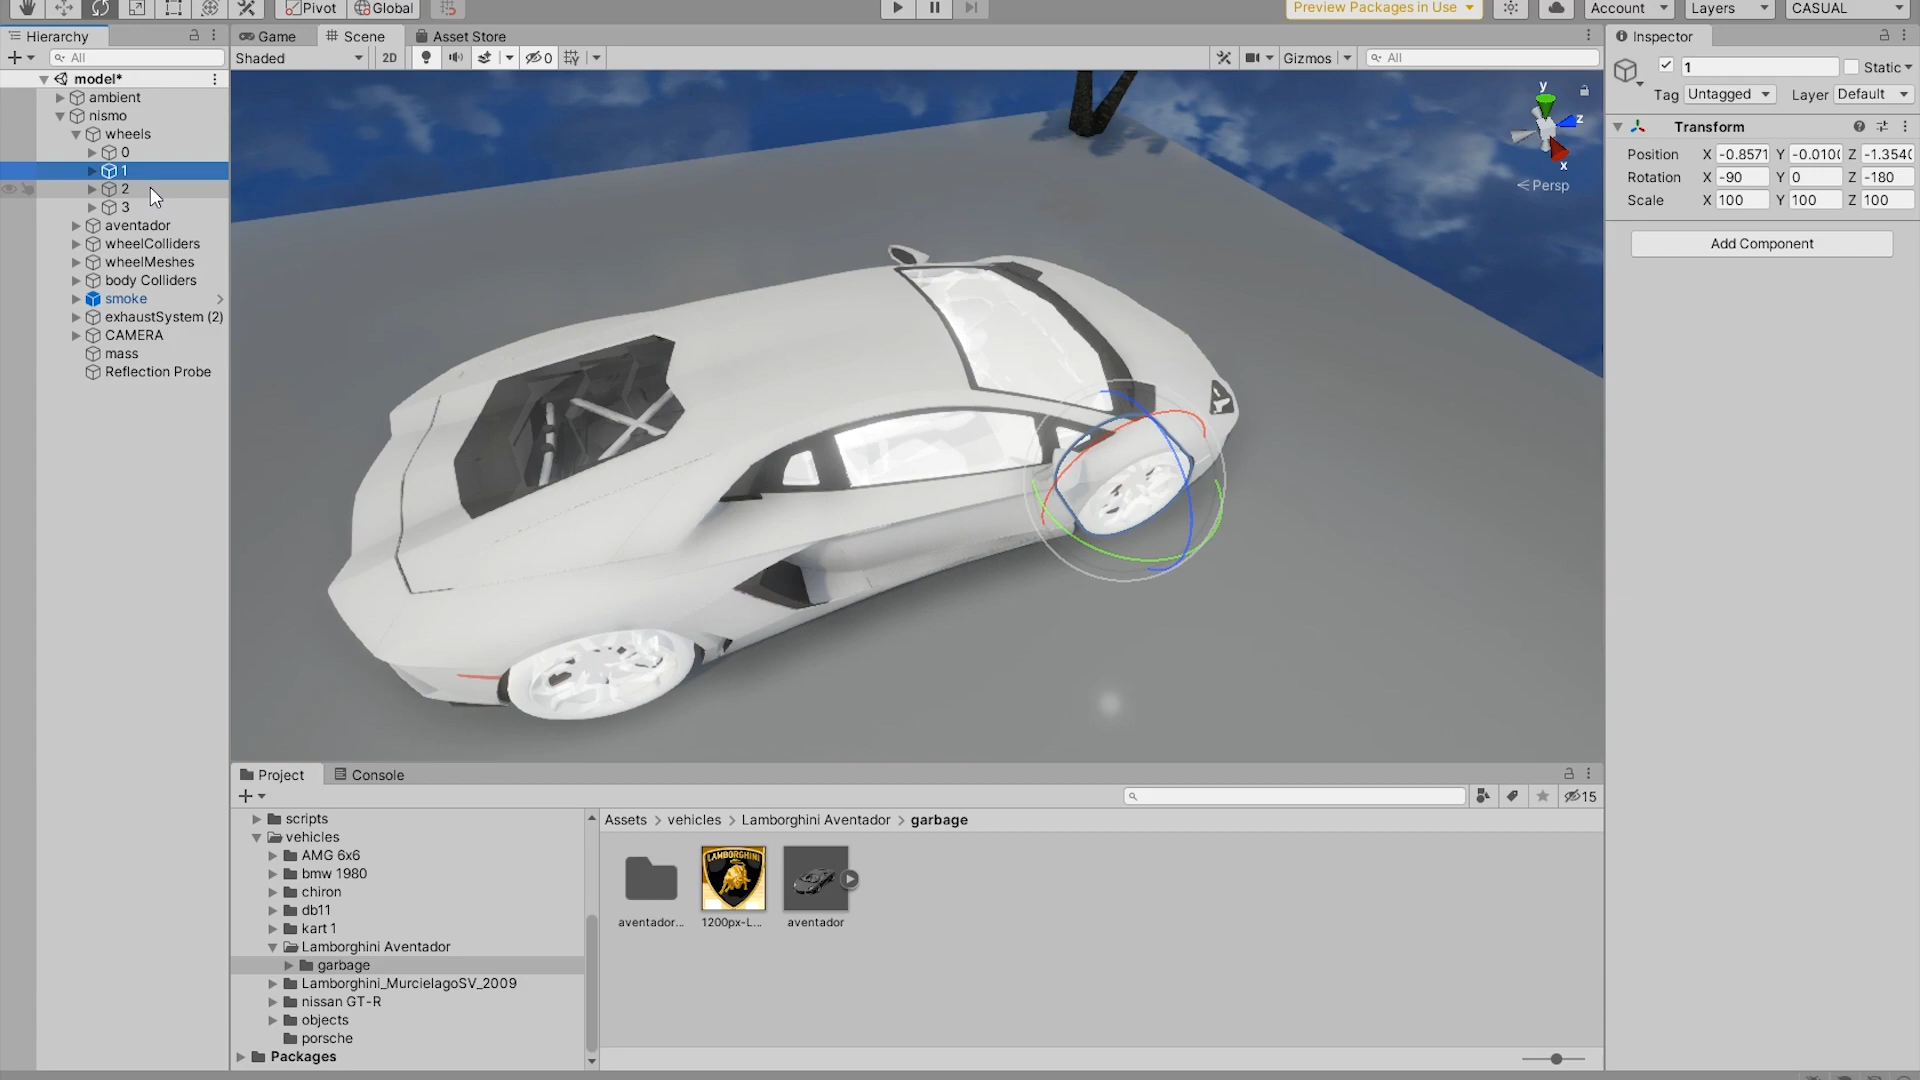 Pivot Global Preview Packages in Use Account Layers CASUAL
Hierarchy
All
model*
ambient
nismo
wheels
0
1
2
3
aventador
wheelColliders
wheelMeshes
body Colliders
smoke
exhaustSystem (2)
CAMERA
mass
Reflection Probe
Game Scene Asset Store
Shaded 2D 0 Gizmos All
y
z
x
Persp
Inspector
1 Static
Tag Untagged Layer Default
Transform
Position X -0.8571 Y -0.010( Z -1.354(
Rotation X -90 Y 0 Z -180
Scale X 100 Y 100 Z 100
Add Component
Project Console
15
scripts
vehicles
AMG 6x6
bmw 1980
chiron
db11
kart 1
Lamborghini Aventador
garbage
Lamborghini_MurcielagoSV_2009
nissan GT-R
objects
porsche
Packages
Assets > vehicles > Lamborghini Aventador > garbage
LAMBORGHINI
aventador... 1200px-L... aventador